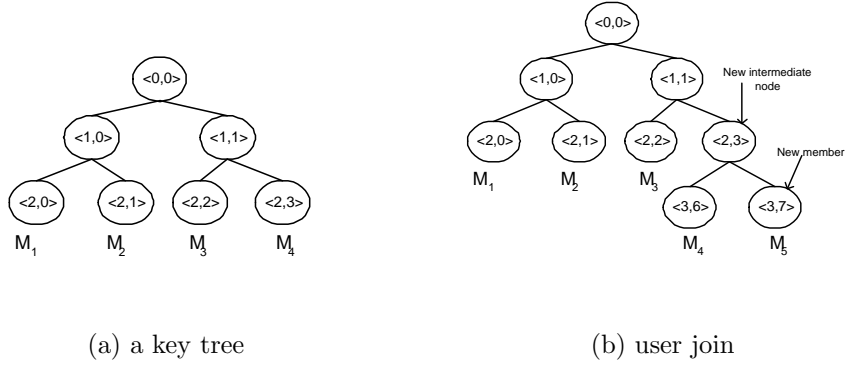 <0,0>
<1,0> <1,1>
<2,0> <2,1> <2,2> <2,3>
M1 M2 M3 M4
(a) a key tree
<0,0>
<1,0> <1,1>
New intermediate
node
<2,0> <2,1> <2,2> <2,3>
New member
M1 M2 M3
<3,6> <3,7>
M4 M5
(b) user join